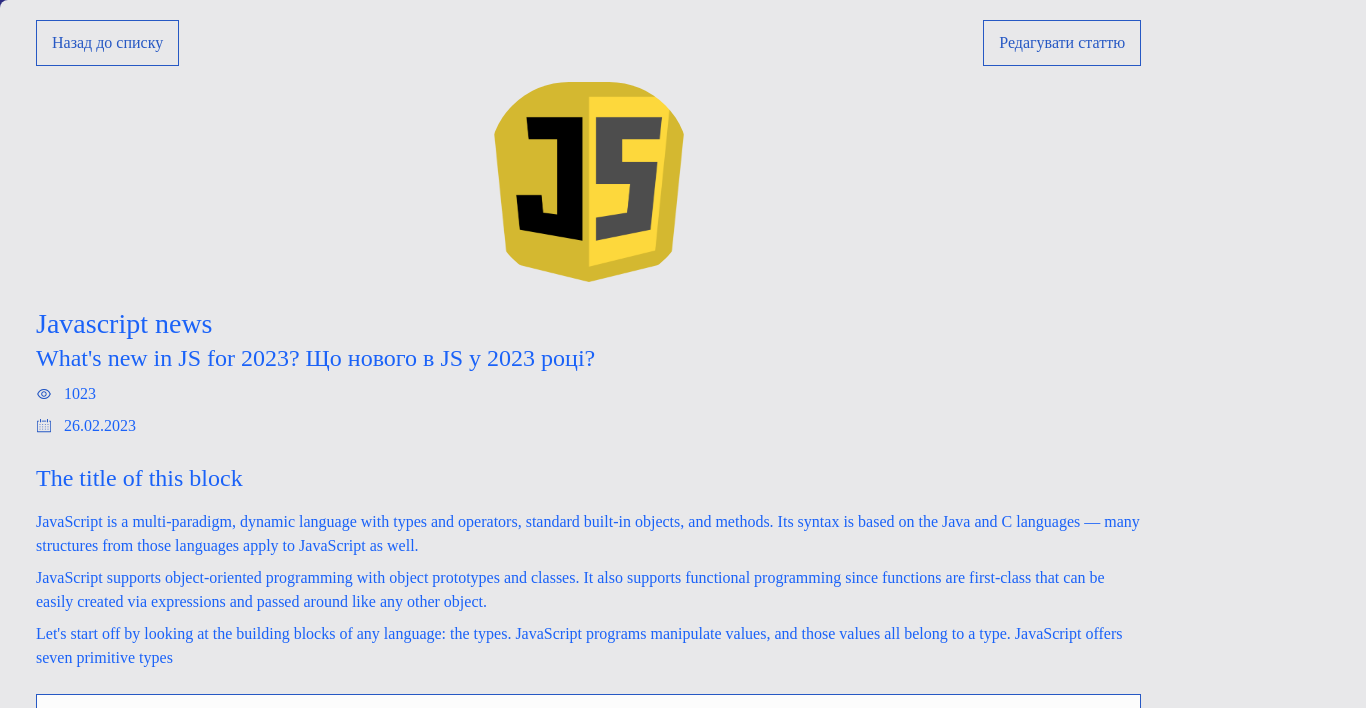 Назад до списку
Редагувати статтю
JS
Javascript news
What's new in JS for 2023? Що нового в JS у 2023 році?
1023
26.02.2023
The title of this block
JavaScript is a multi-paradigm, dynamic language with types and operators, standard built-in objects, and methods. Its syntax is based on the Java and C languages — many
structures from those languages apply to JavaScript as well.
JavaScript supports object-oriented programming with object prototypes and classes. It also supports functional programming since functions are first-class that can be
easily created via expressions and passed around like any other object.
Let's start off by looking at the building blocks of any language: the types. JavaScript programs manipulate values, and those values all belong to a type. JavaScript offers
seven primitive types